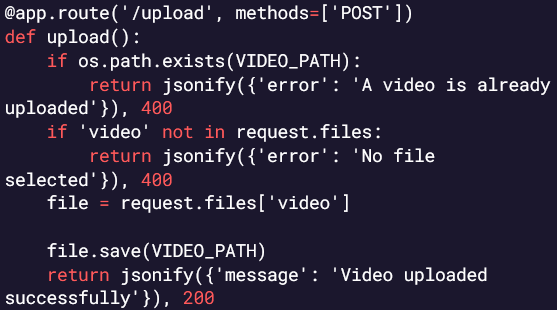 @app.route('/upload', methods=['POST'])
def upload():
    if os.path.exists(VIDEO_PATH):
        return jsonify({'error': 'A video is already
uploaded'}), 400
    if 'video' not in request.files:
        return jsonify({'error': 'No file
selected'}), 400
    file = request.files['video']

    file.save(VIDEO_PATH)
    return jsonify({'message': 'Video uploaded
successfully'}), 200